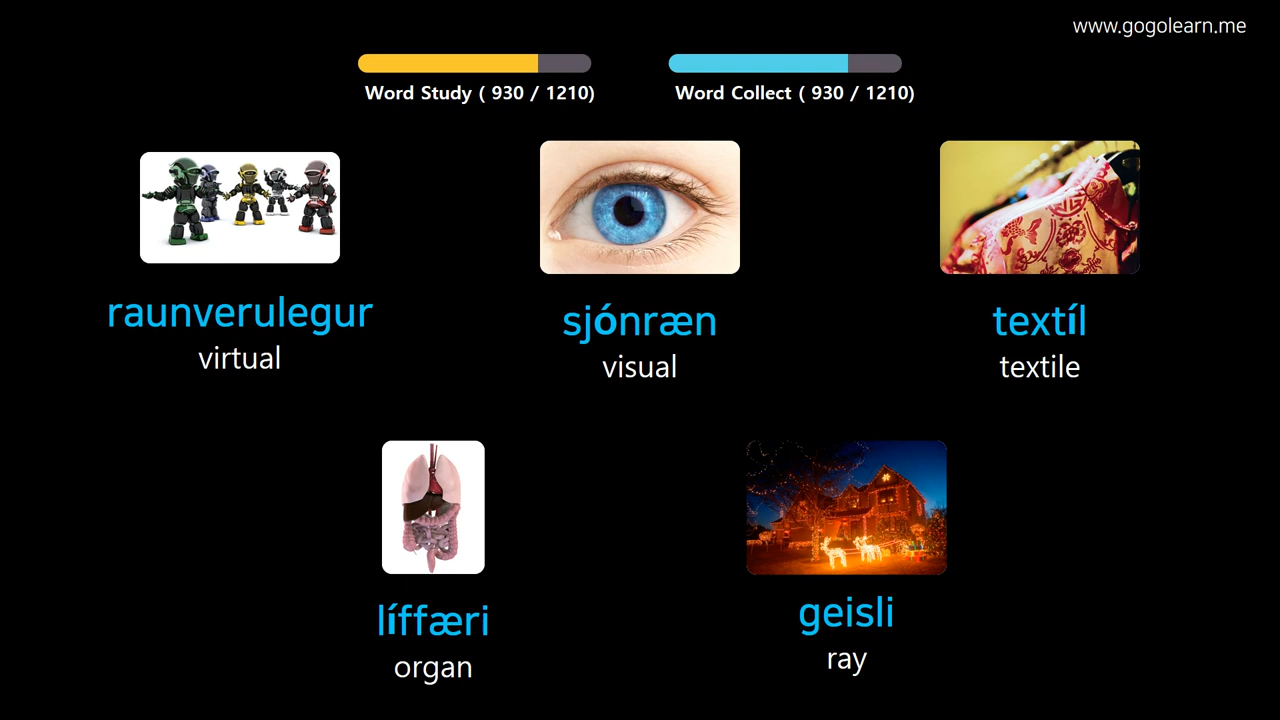 www.gogolearn.me
Word Study ( 930 / 1210)
Word Collect ( 930 / 1210)
raunverulegur
virtual
sjónræn
visual
textíl
textile
líffæri
organ
geisli
ray